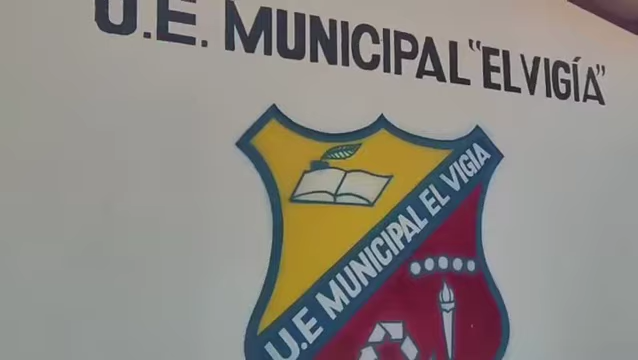 U.E. MUNICIPAL "EL VIGÍA"
U.E MUNICIPAL EL VIGIA